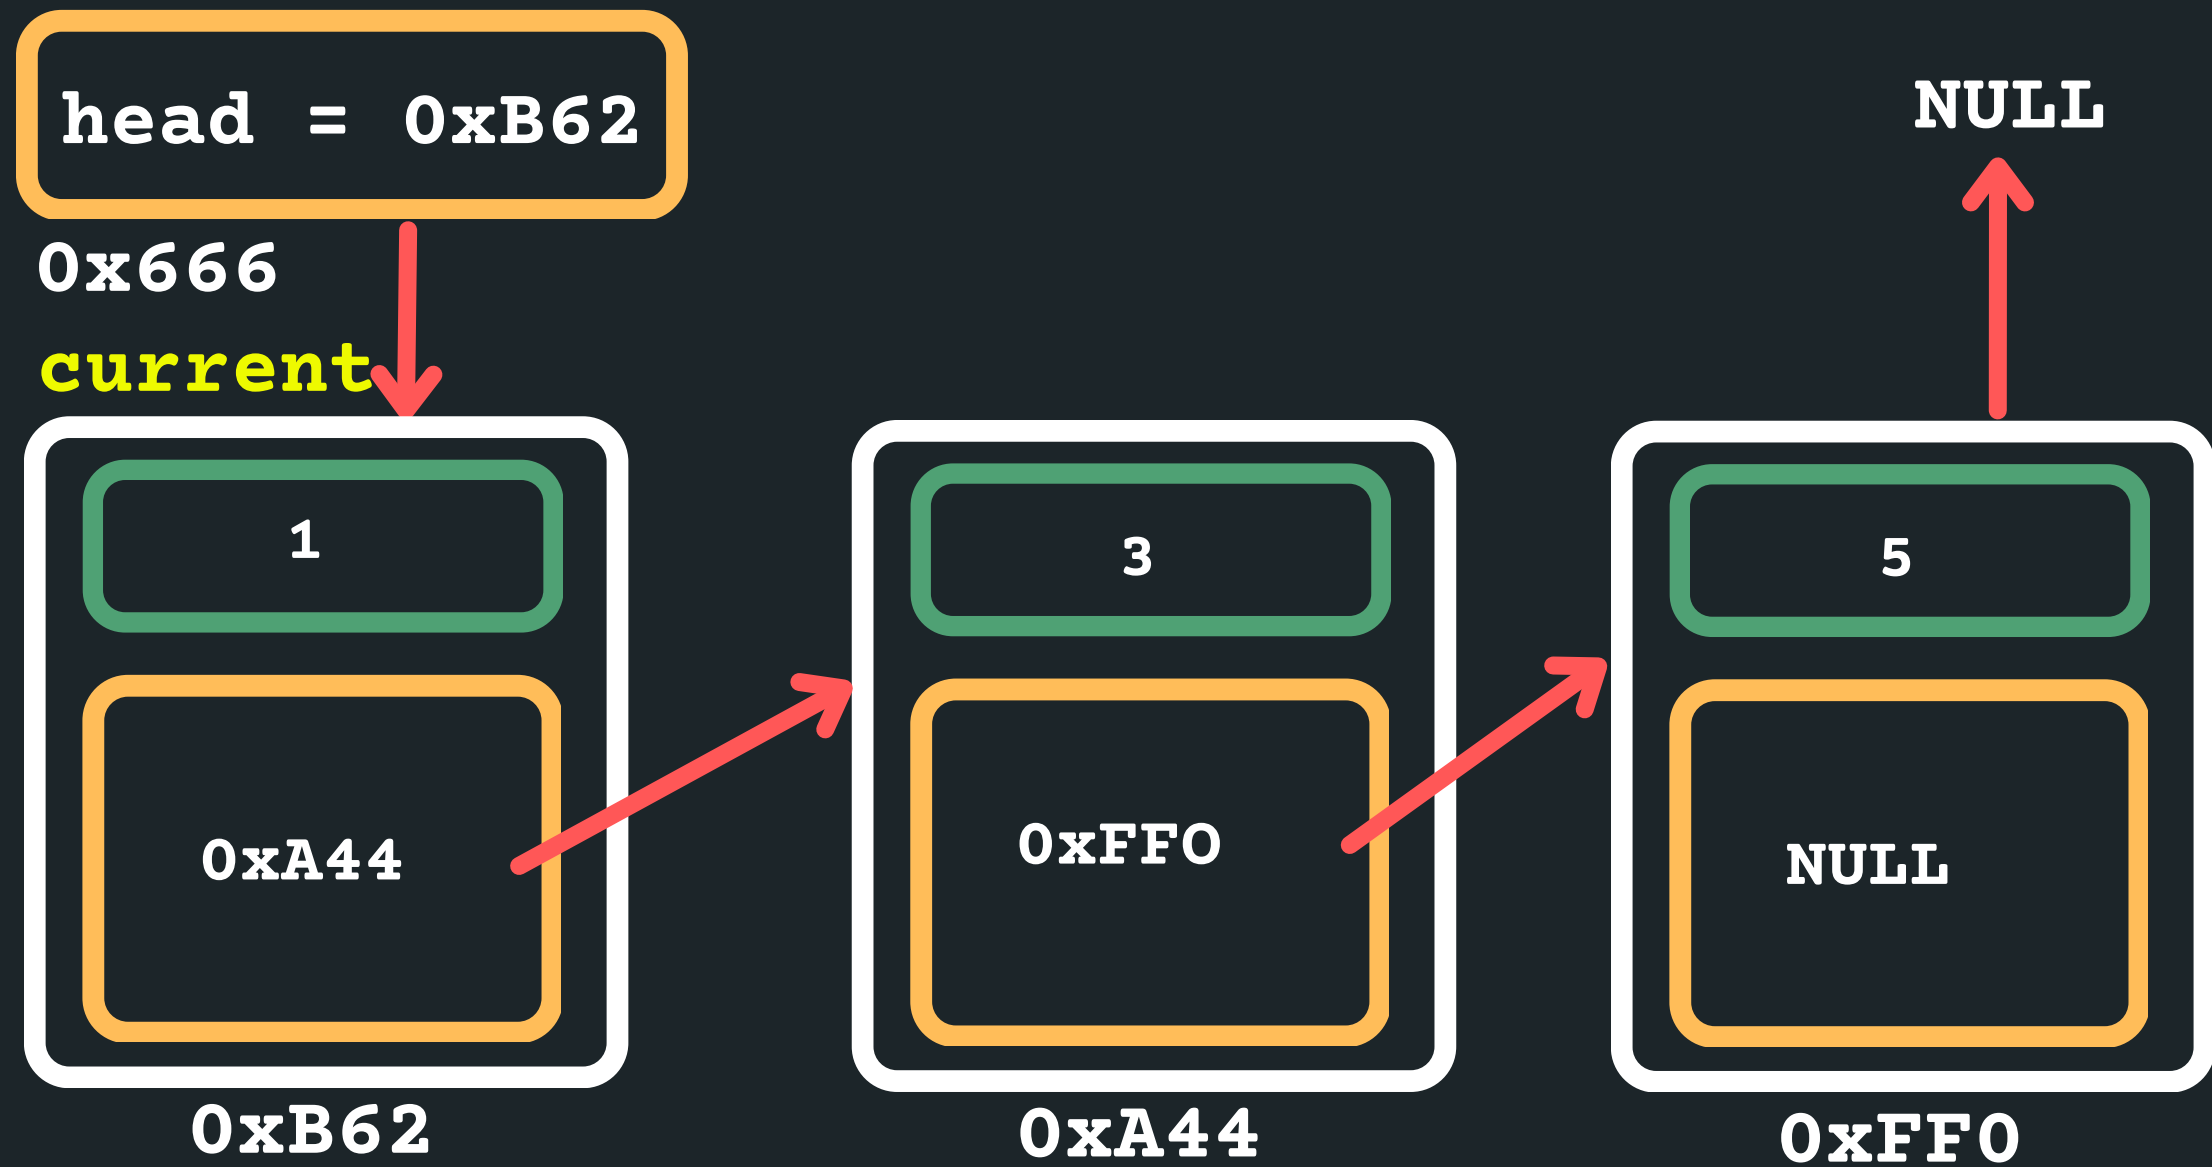 head = 0xB62
NULL
0x666
current
1
3
5
0xA44
0xFFO
NULL
0xB62
0xA44
0xFF0